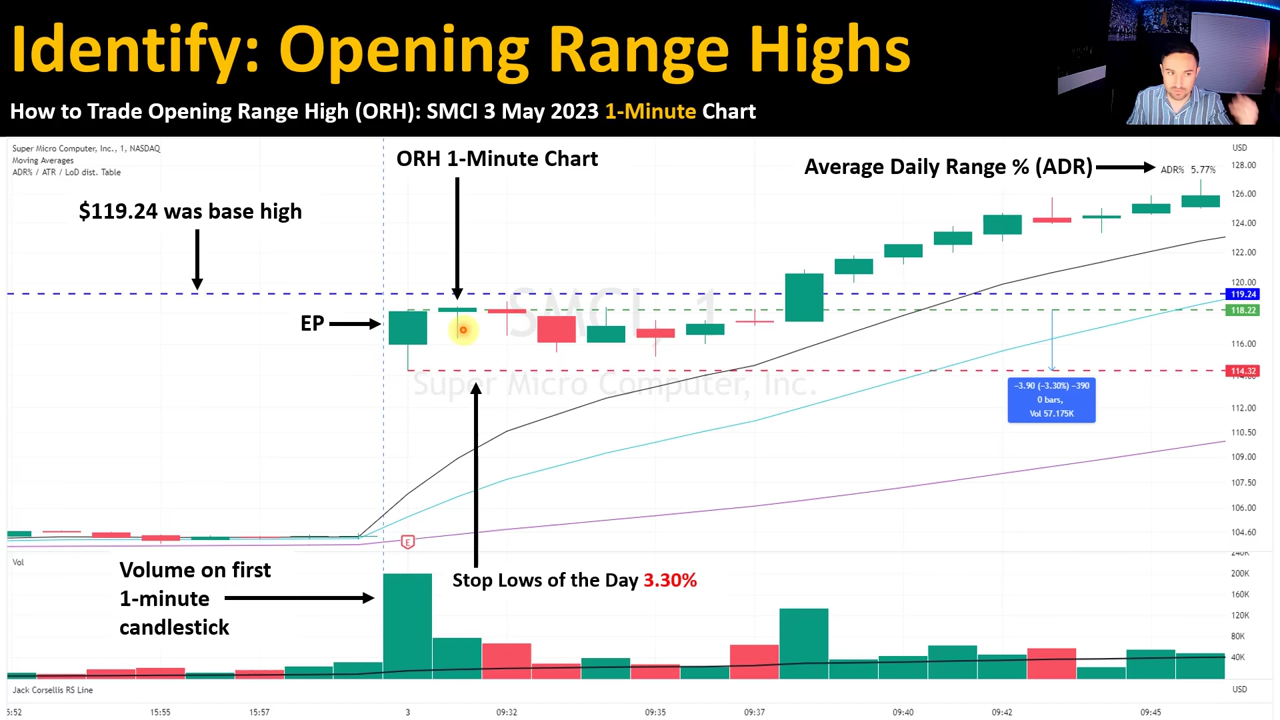 Identify: Opening Range Highs
How to Trade Opening Range High (ORH): SMCI 3 May 2023 1-Minute Chart
Super Micro Computer, Inc., 1, NASDAQ
Moving Averages
ADR% / ATR / LoD dist. Table
ORH 1-Minute Chart
Average Daily Range % (ADR)
ADR% 5.77%
$119.24 was base high
EP
SMCI, 1
Super Micro Computer, Inc.
USD
128.00
126.00
124.00
122.00
120.00
119.24
118.22
116.00
114.32
112.00
110.50
109.00
107.50
106.00
104.60
−3.90 (−3.30%) −390
0 bars,
Vol 57.175K
E
Stop Lows of the Day 3.30%
Vol
Volume on first
1-minute
candlestick
240K
200K
160K
120K
80K
40K
Jack Corsellis RS Line
USD
15:55
15:57
3
09:32
09:35
09:37
09:40
09:42
09:45